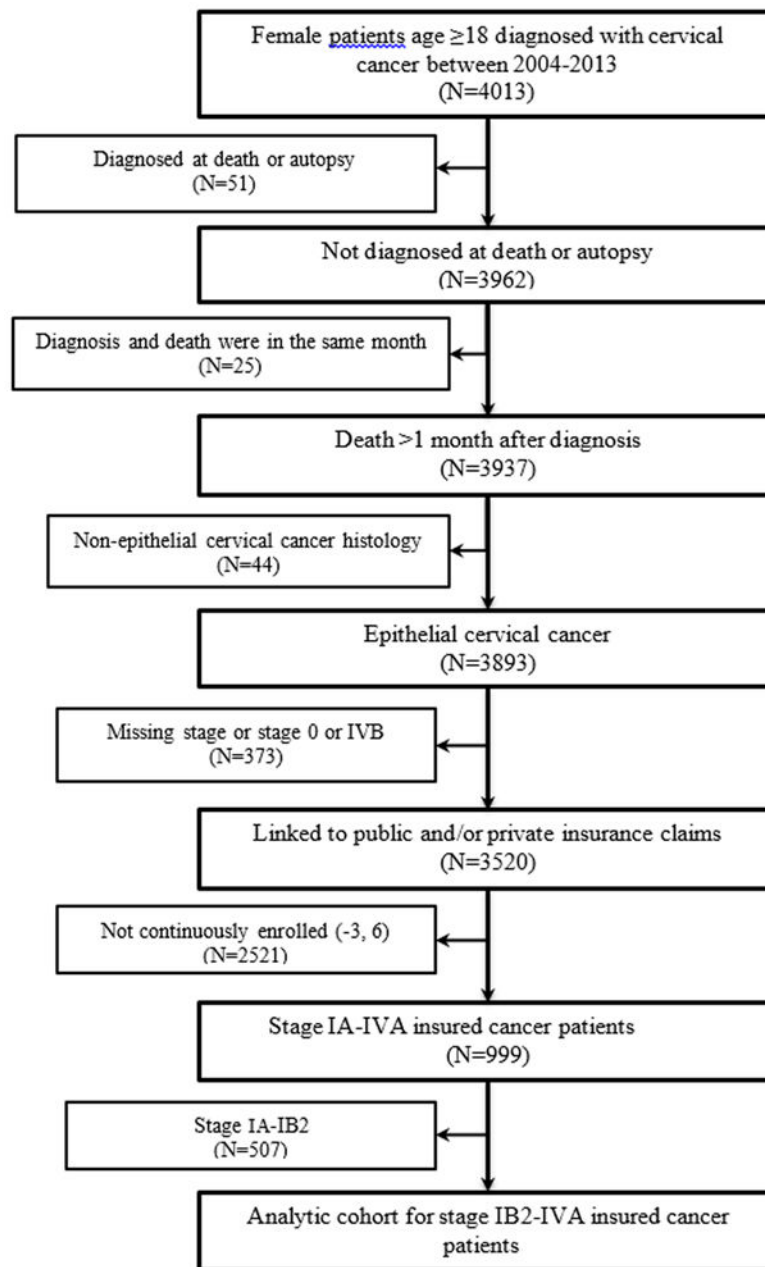 Female patients age ≥18 diagnosed with cervical
cancer between 2004-2013
(N=4013)
Diagnosed at death or autopsy
(N=51)
Not diagnosed at death or autopsy
(N=3962)
Diagnosis and death were in the same month
(N=25)
Death >1 month after diagnosis
(N=3937)
Non-epithelial cervical cancer histology
(N=44)
Epithelial cervical cancer
(N=3893)
Missing stage or stage 0 or IVB
(N=373)
Linked to public and/or private insurance claims
(N=3520)
Not continuously enrolled (-3, 6)
(N=2521)
Stage IA-IVA insured cancer patients
(N=999)
Stage IA-IB2
(N=507)
Analytic cohort for stage IB2-IVA insured cancer
patients